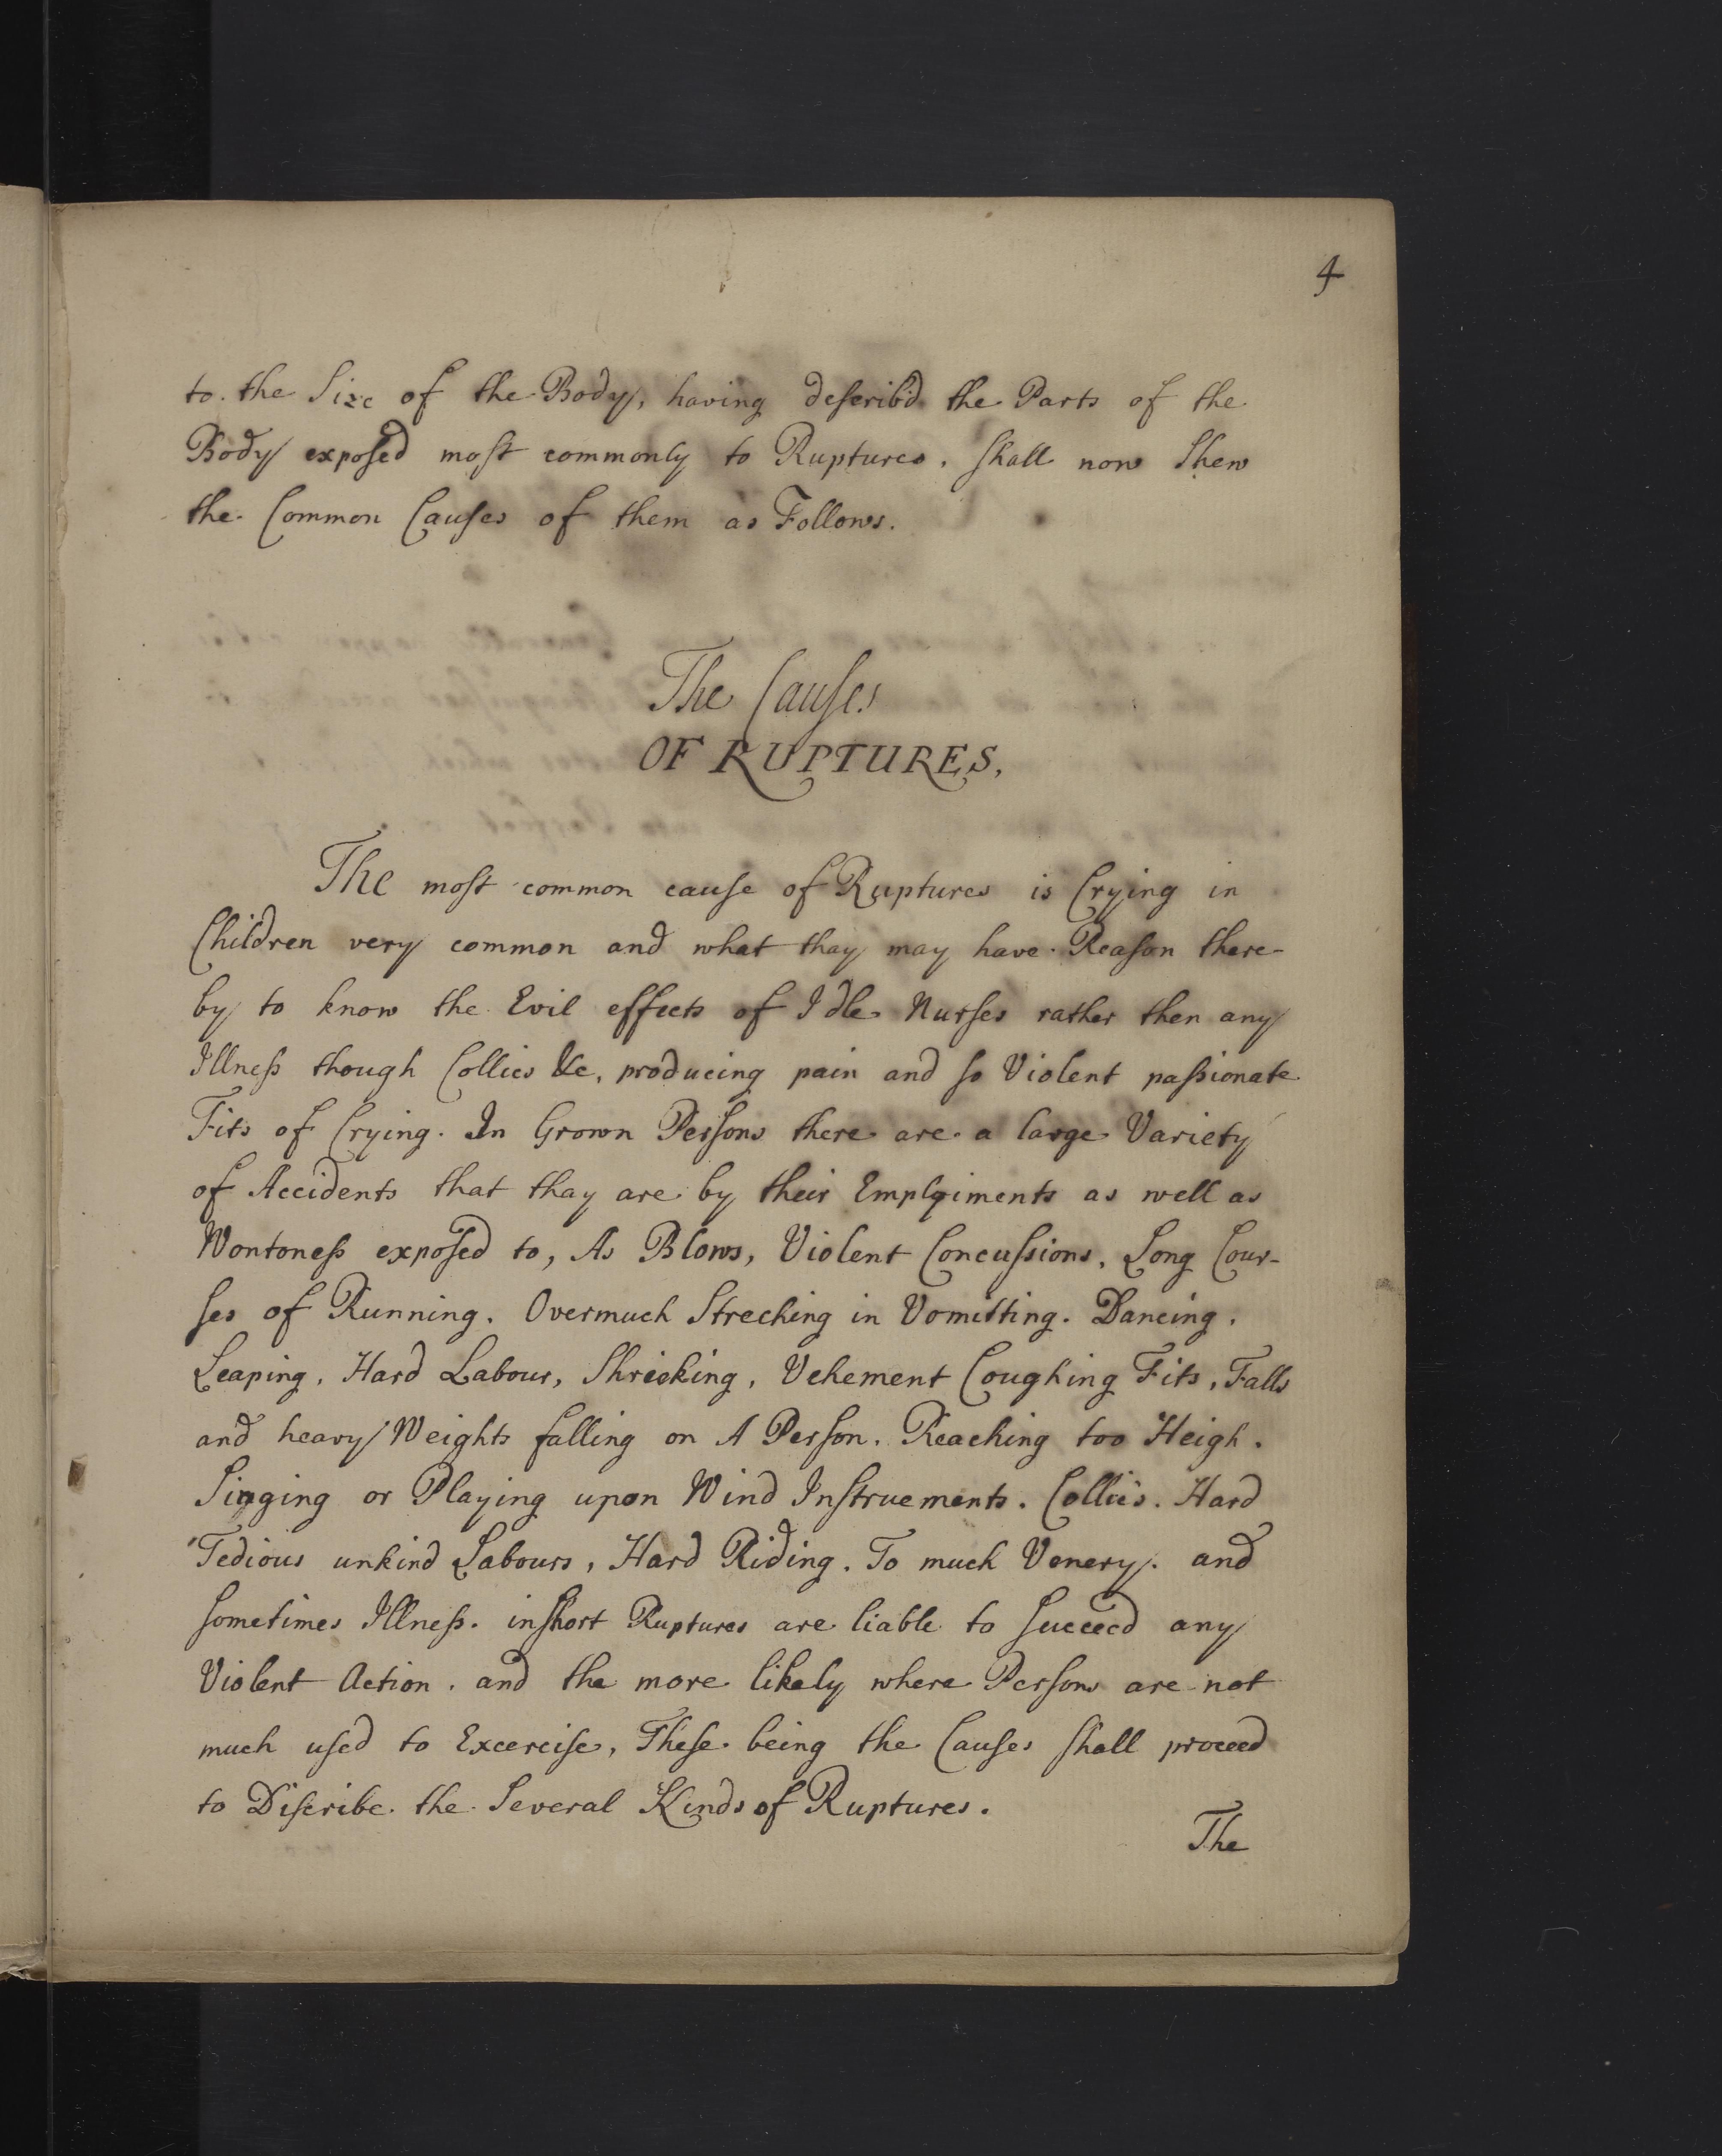 4
to the Size of the Body, having deſcrib'd the Parts of the
Body expoſed moſt commonly to Ruptures, ſhall now Shew
the Common Cauſes of them as Follows.
The Cauſes
OF RUPTURES,
The moſt common cauſe of Ruptures is Crying in
Children very common and what thay may have Reaſon there-
by to know the Evil effects of Idle Nurſes rather then any
Illneſs though Collics &c, producing pain and ſo Violent paſsionate
Fits of Crying. In Grown Perſons there are a large Variety
of Accidents that thay are by their Employiments as well as
Wontoneſs expoſed to, As Blows, Violent Concuſsions, Long Cour-
ſes of Running. Overmuch Streching in Vomitting. Dancing.
Leaping, Hard Labour, Shrieking, Vehement Coughing Fits, Falls
and heavy Weights falling on A Perſon. Reaching too Heigh.
Singing or Playing upon Wind Inſtruements. Collics. Hard
Tedious unkind Labours, Hard Riding. To much Venery. and
ſometimes Illneſs. inſhort Ruptures are liable to ſucceed any
Violent Action. and the more likely where Perſons are not
much uſed to Excerciſe, Theſe being the Cauſes ſhall proceed
to Diſcribe the Several Kinds of Ruptures.
The